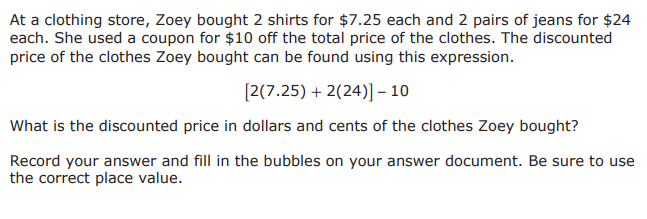 At a clothing store, Zoey bought 2 shirts for $7.25 each and 2 pairs of jeans for $24
each. She used a coupon for $10 off the total price of the clothes. The discounted
price of the clothes Zoey bought can be found using this expression.
[2(7.25) + 2(24)] – 10
What is the discounted price in dollars and cents of the clothes Zoey bought?
Record your answer and fill in the bubbles on your answer document. Be sure to use
the correct place value.